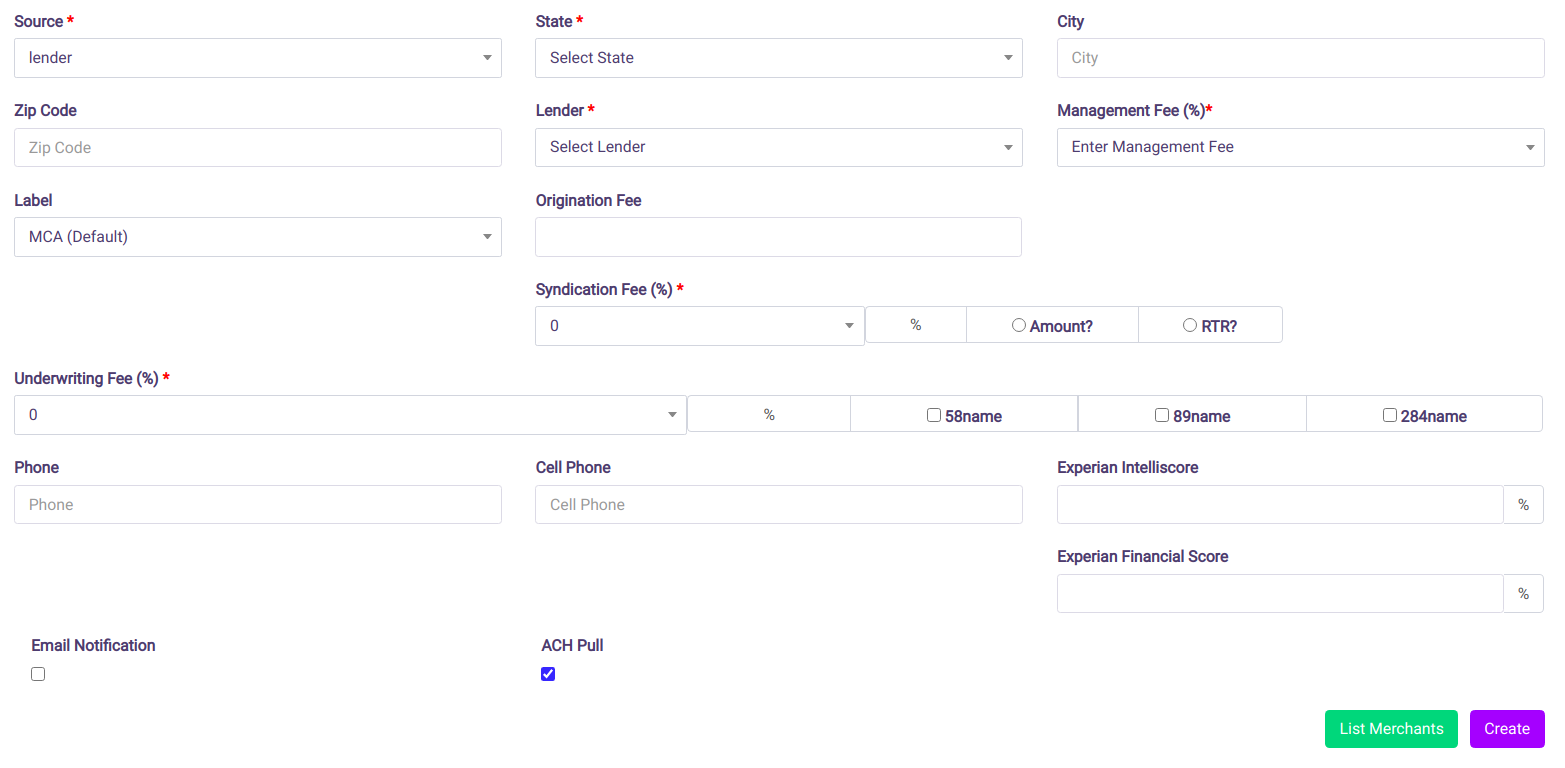 Source * State * City
lender Select State City
Zip Code Lender * Management Fee (%)*
Zip Code Select Lender Enter Management Fee
Label Origination Fee
MCA (Default)
Syndication Fee (%) *
0 % Amount? RTR?
Underwriting Fee (%) *
0 % 58name 89name 284name
Phone Cell Phone Experian Intelliscore
Phone Cell Phone %
Experian Financial Score
%
Email Notification ACH Pull
List Merchants Create